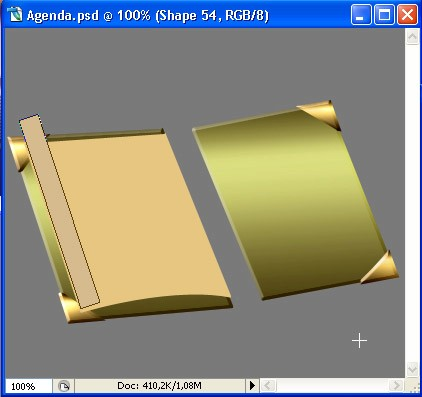 Agenda.psd @ 100% (Shape 54, RGB/8)
100% Doc: 410,2K/1,08M